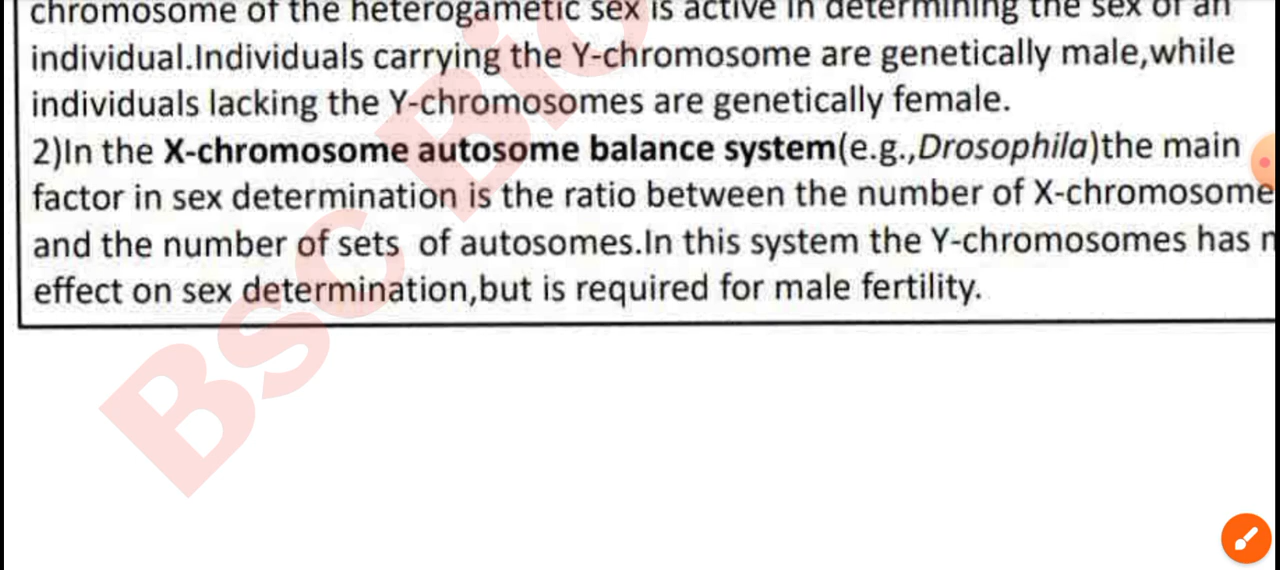 chromosome of the heterogametic sex is active in determining the sex of an
individual.Individuals carrying the Y-chromosome are genetically male,while
individuals lacking the Y-chromosomes are genetically female.
2)In the X-chromosome autosome balance system(e.g.,Drosophila)the main
factor in sex determination is the ratio between the number of X-chromosome
and the number of sets of autosomes.In this system the Y-chromosomes has
effect on sex determination,but is required for male fertility.
Bsc Bio